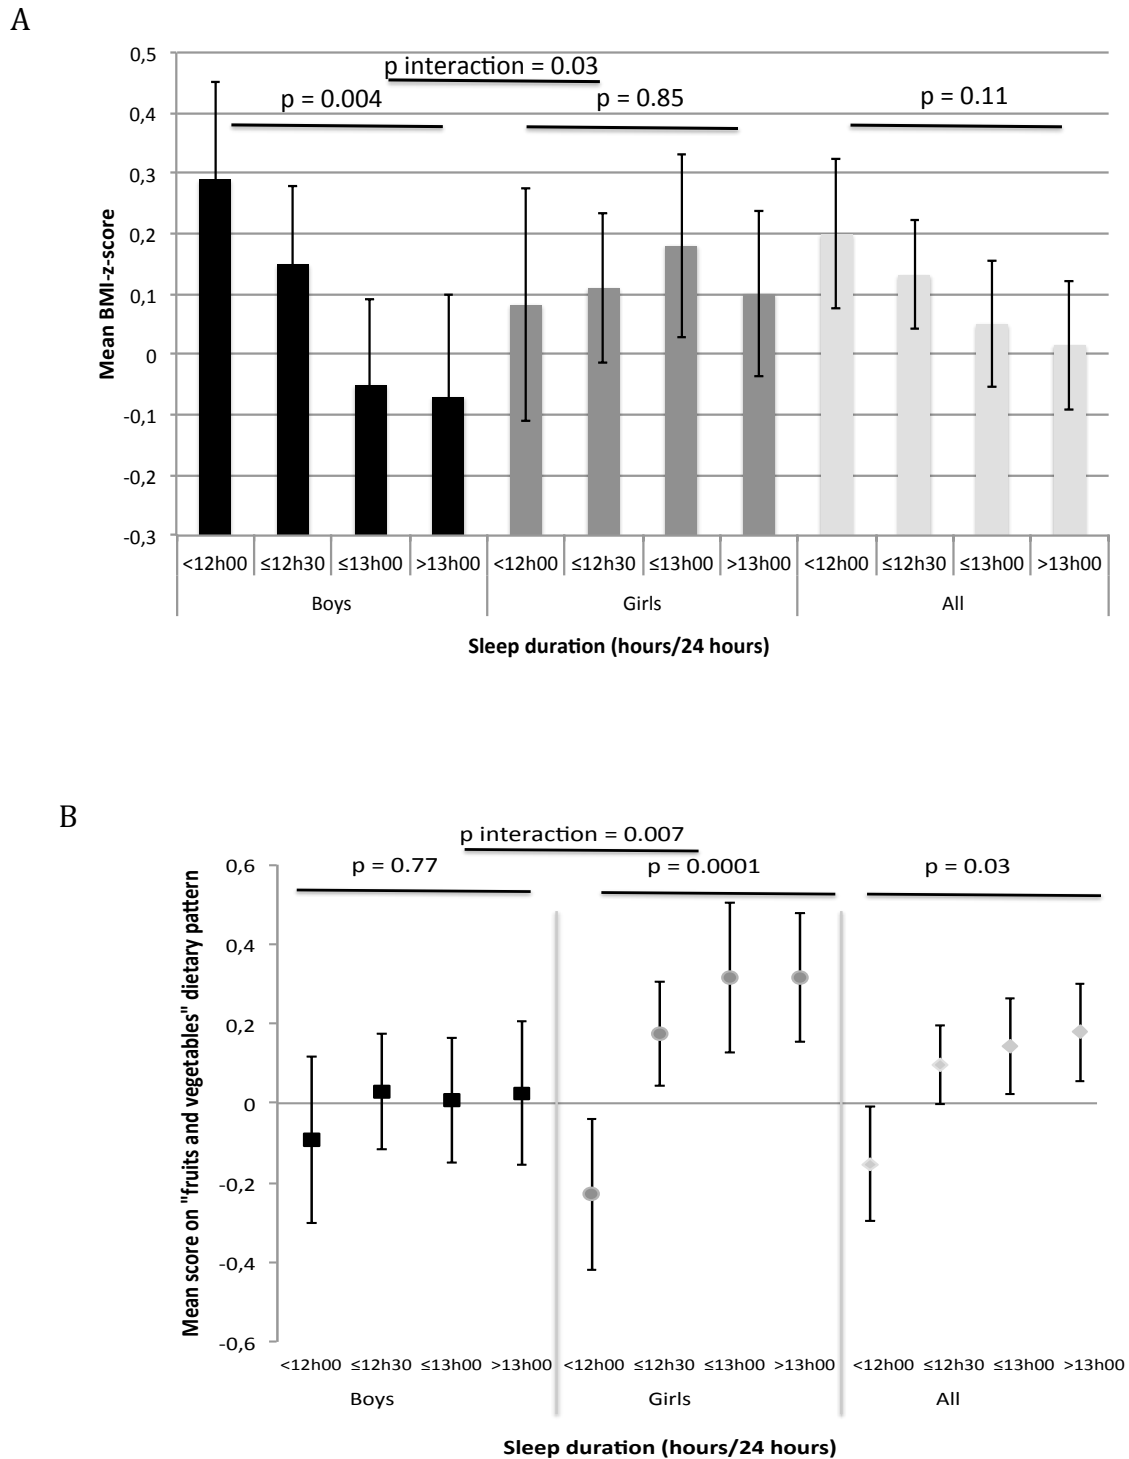 A
0,5
p interaction = 0.03
p = 0.004
p = 0.85
p = 0.11
0,4
0,3
0,2
0,1
0
-0,1
-0,2
-0,3
Mean BMI-z-score
<12h00 ≤12h30 ≤13h00 >13h00 <12h00 ≤12h30 ≤13h00 >13h00 <12h00 ≤12h30 ≤13h00 >13h00
Boys Girls All
Sleep duration (hours/24 hours)
B
p interaction = 0.007
p = 0.77
p = 0.0001
p = 0.03
0,6
0,4
0,2
0
-0,2
-0,4
-0,6
Mean score on "fruits and vegetables" dietary pattern
<12h00 ≤12h30 ≤13h00 >13h00 <12h00 ≤12h30 ≤13h00 >13h00 <12h00 ≤12h30 ≤13h00 >13h00
Boys Girls All
Sleep duration (hours/24 hours)